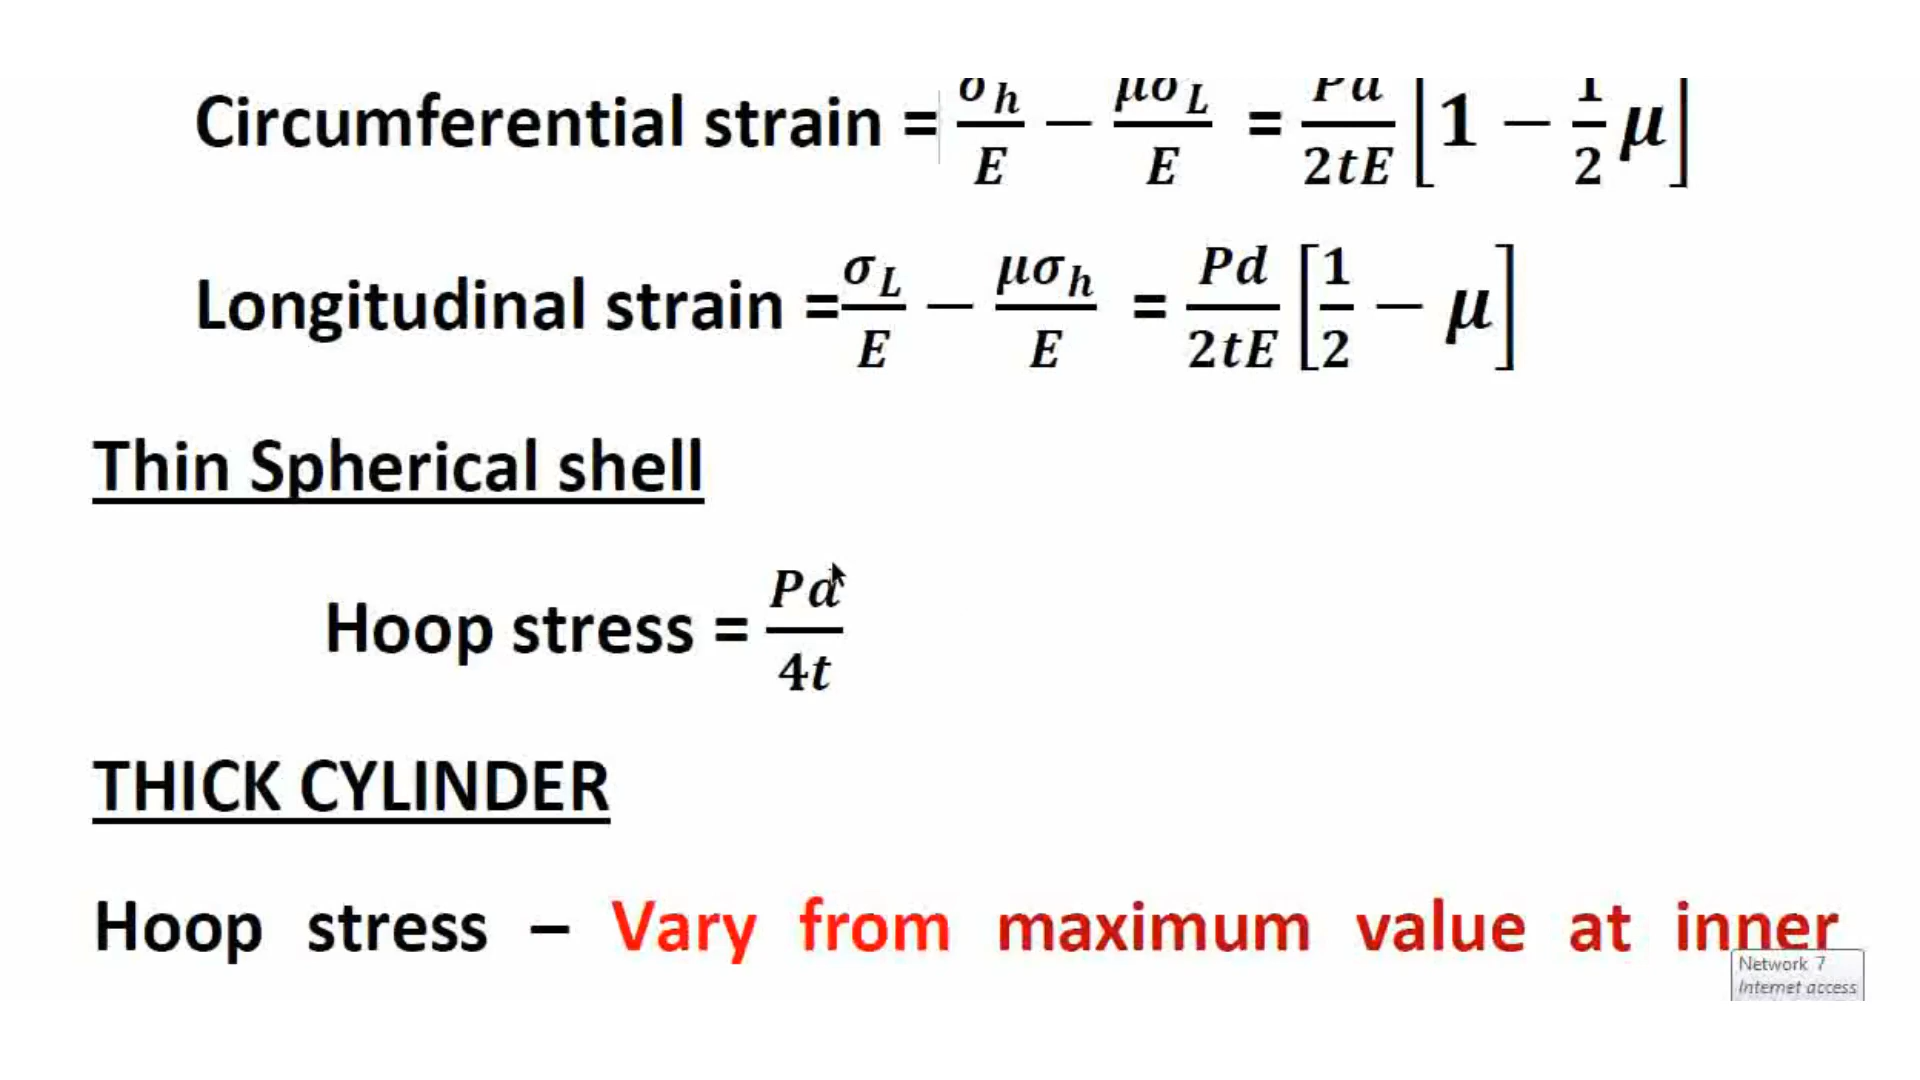 Circumferential strain = σh/E − μσL/E = Pd/2tE [1 − 1/2 μ]
Longitudinal strain = σL/E − μσh/E = Pd/2tE [1/2 − μ]
Thin Spherical shell
Hoop stress = Pd/4t
THICK CYLINDER
Hoop stress – Vary from maximum value at inner
Network 7
Internet access